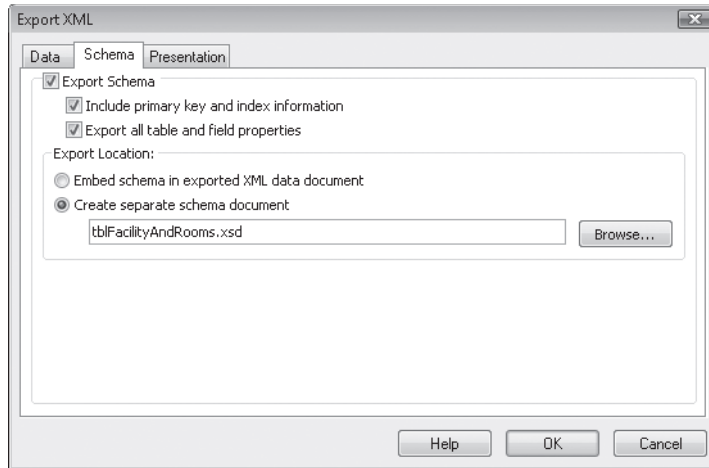 Export XML
Data Schema Presentation
Export Schema
Include primary key and index information
Export all table and field properties
Export Location:
Embed schema in exported XML data document
Create separate schema document
tblFacilityAndRooms.xsd Browse...
Help OK Cancel